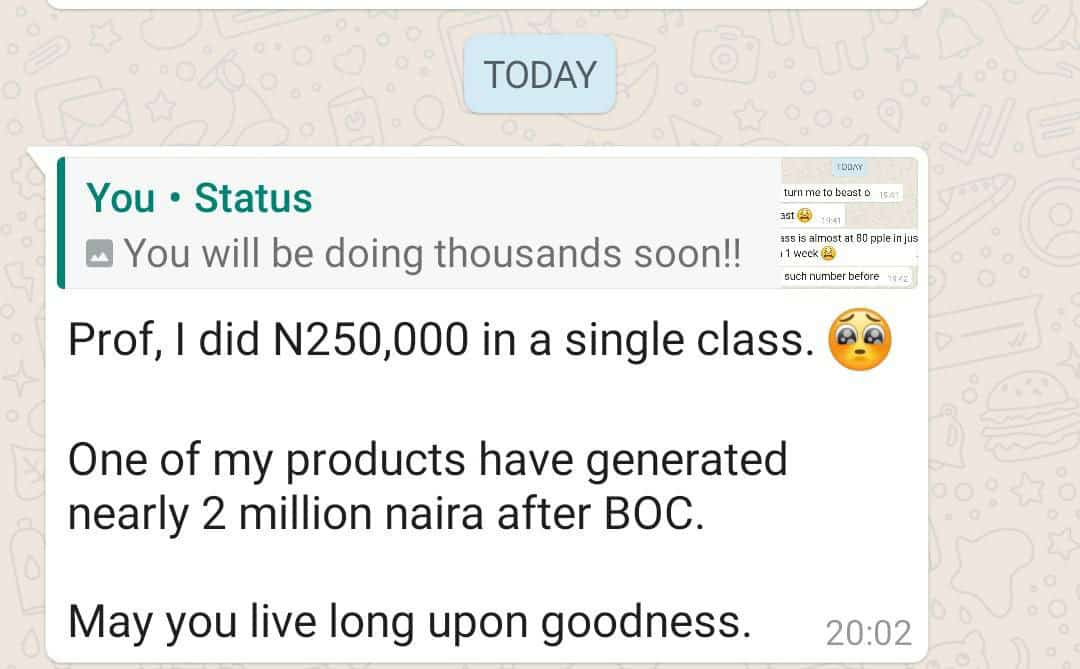 TODAY
You • Status
You will be doing thousands soon!!
TODAY
turn me to beast o 19:41
ast 😫 19:41
ass is almost at 80 pple in jus
1 week 😫
such number before 19:42
Prof, I did N250,000 in a single class. 🥺
One of my products have generated
nearly 2 million naira after BOC.
May you live long upon goodness.
20:02